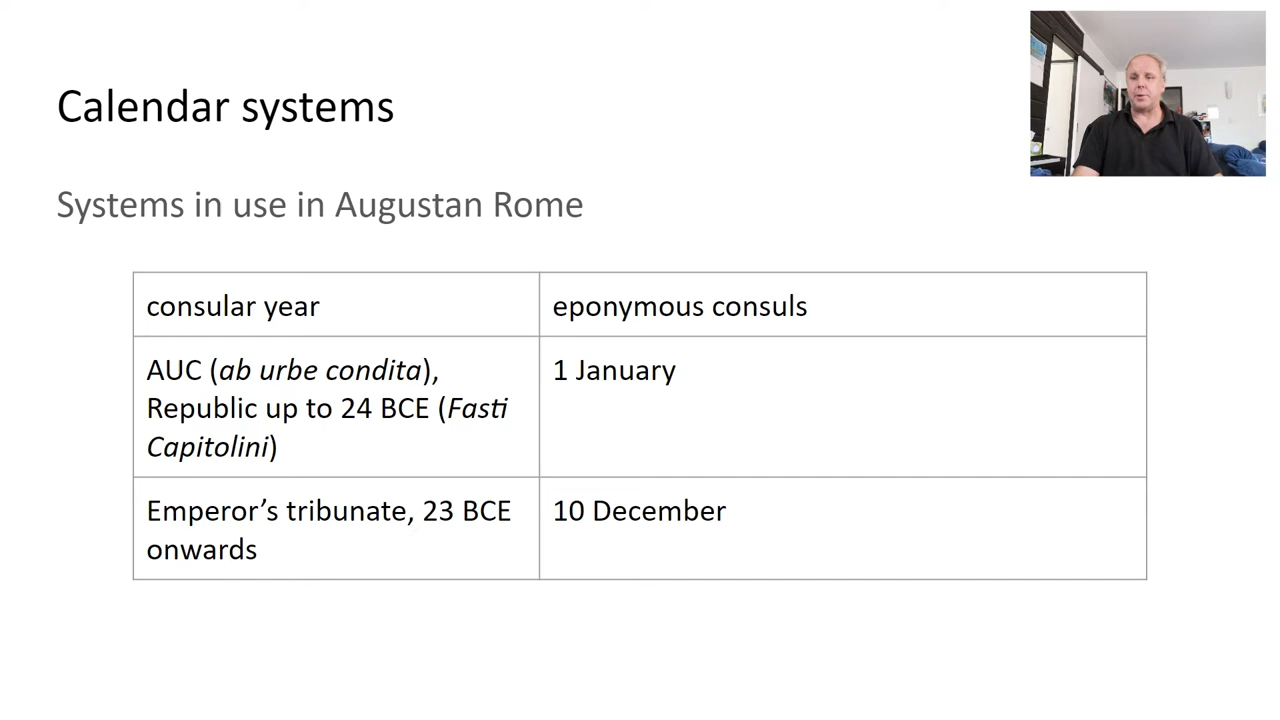 Calendar systems
Systems in use in Augustan Rome
consular year
eponymous consuls
AUC (ab urbe condita),
Republic up to 24 BCE (Fasti
Capitolini)
1 January
Emperor’s tribunate, 23 BCE
onwards
10 December